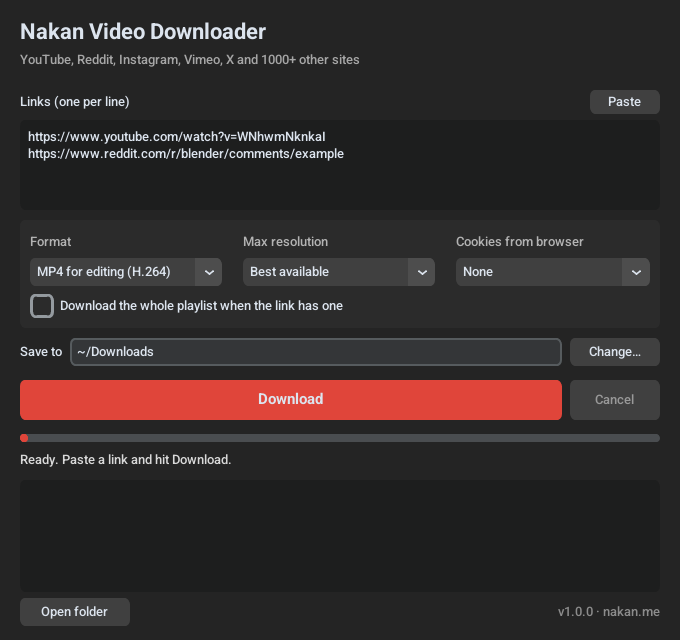 Nakan Video Downloader
YouTube, Reddit, Instagram, Vimeo, X and 1000+ other sites
Links (one per line)
Paste
https://www.youtube.com/watch?v=WNhwmNknkaI
https://www.reddit.com/r/blender/comments/example
Format
Max resolution
Cookies from browser
MP4 for editing (H.264)
Best available
None
Download the whole playlist when the link has one
Save to
~/Downloads
Change...
Download
Cancel
Ready. Paste a link and hit Download.
Open folder
v1.0.0 · nakan.me